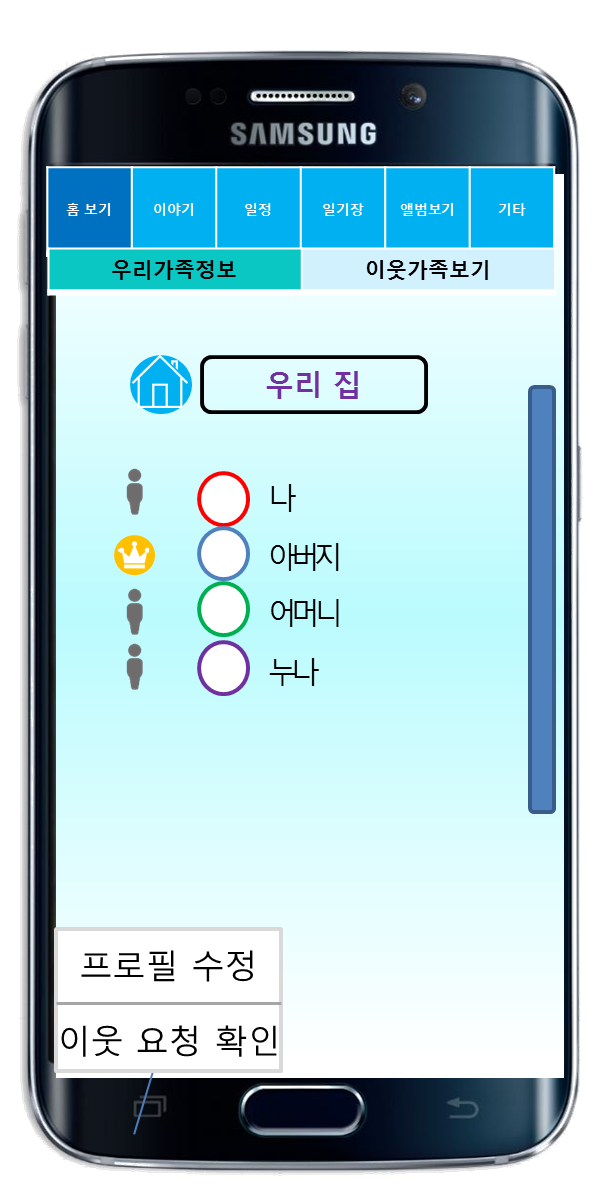 SAMSUNG
홈 보기 이야기 일정 일기장 앨범보기 기타
우리가족정보 이웃가족보기
우리 집
나
아버지
어머니
누나
프로필 수정
이웃 요청 확인